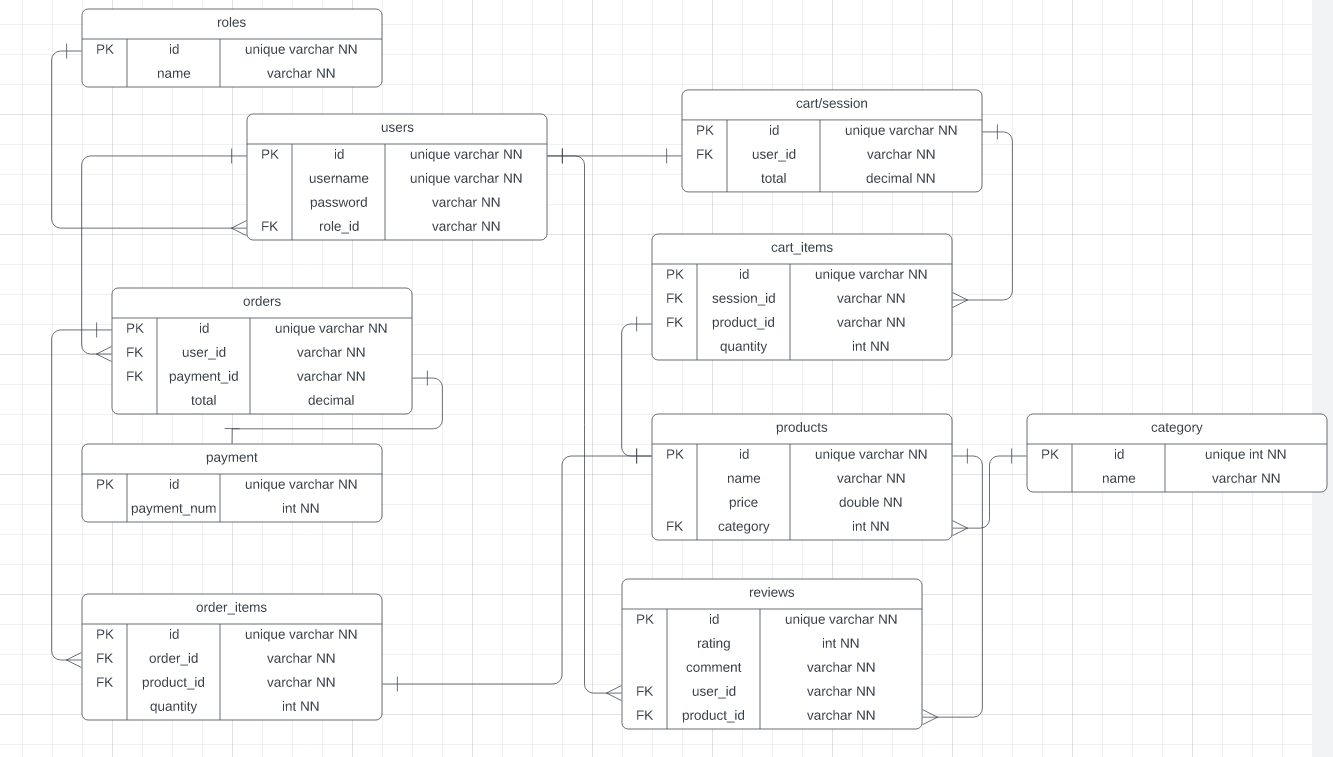 roles
PK id unique varchar NN
name varchar NN
users
PK id unique varchar NN
username unique varchar NN
password varchar NN
FK role_id varchar NN
cart/session
PK id unique varchar NN
FK user_id varchar NN
total decimal NN
cart_items
PK id unique varchar NN
FK session_id varchar NN
FK product_id varchar NN
quantity int NN
orders
PK id unique varchar NN
FK user_id varchar NN
FK payment_id varchar NN
total decimal
payment
PK id unique varchar NN
payment_num int NN
products
PK id unique varchar NN
name varchar NN
price double NN
FK category int NN
category
PK id unique int NN
name varchar NN
order_items
PK id unique varchar NN
FK order_id varchar NN
FK product_id varchar NN
quantity int NN
reviews
PK id unique varchar NN
rating int NN
comment varchar NN
FK user_id varchar NN
FK product_id varchar NN